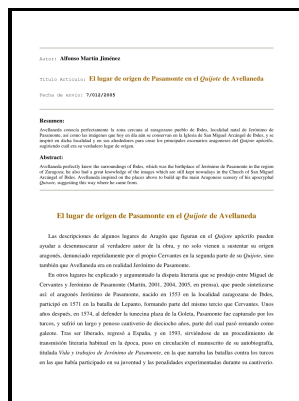 Autor: Alfonso Martín Jiménez
Título Artículo: El lugar de origen de Pasamonte en el Quijote de Avellaneda
Fecha de envío: 7/012/2005
Resumen:
Avellaneda conocía perfectamente la zona cercana al zaragozano pueblo de Ibdes, localidad natal de Jerónimo de
Pasamonte, así como las imágenes que hoy en día aún se conservan en la Iglesia de San Miguel Arcángel de Ibdes, y se
inspiró en dicha localidad y en sus alrededores para crear los principales escenarios aragoneses del Quijote apócrifo,
sugiriendo cuál era su verdadero lugar de origen.
Abstract:
Avellaneda perfectly knew the surroundings of Ibdes, which was the birthplace of Jerónimo de Pasamonte in the region
of Zaragoza; he also had a great knowledge of the images which are still kept nowadays in the Church of San Miguel
Arcángel of Ibdes. Avellaneda inspired on the places above to build up the main Aragonese scenery of his apocryphal
Quixote, suggesting this way where he came from.
El lugar de origen de Pasamonte en el Quijote de Avellaneda
Las descripciones de algunos lugares de Aragón que figuran en el Quijote apócrifo pueden
ayudar a desenmascarar al verdadero autor de la obra, y no solo vienen a sustentar su origen
aragonés, denunciado repetidamente por el propio Cervantes en la segunda parte de su Quijote, sino
también que Avellaneda era en realidad Jerónimo de Pasamonte.
En otros lugares he explicado y argumentado la disputa literaria que se produjo entre Miguel de
Cervantes y Jerónimo de Pasamonte (Martín, 2001, 2004, 2005, en prensa), que puede sintetizarse
así: el aragonés Jerónimo de Pasamonte, nacido en 1553 en la localidad zaragozana de Ibdes,
participó en 1571 en la batalla de Lepanto, formando parte del mismo tercio que Cervantes. Unos
años después, en 1574, al defender la tunecina plaza de la Goleta, Pasamonte fue capturado por los
turcos, y sufrió un largo y penoso cautiverio de dieciocho años, parte del cual pasó remando como
galeote. Tras ser liberado, regresó a España, y en 1593, sirviéndose de un procedimiento de
transmisión literaria habitual en la época, puso en circulación el manuscrito de su autobiografía,
titulada Vida y trabajos de Jerónimo de Pasamonte, en la que narraba las batallas contra los turcos
en las que había participado en su juventud y las penalidades experimentadas durante su cautiverio.